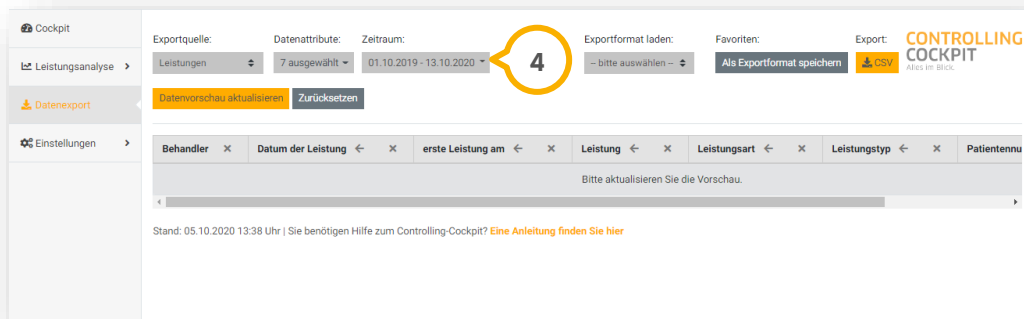 Cockpit
Leistungsanalyse
Datenexport
Einstellungen
Exportquelle: Datenattribute: Zeitraum: Exportformat laden: Favoriten: Export:
Leistungen 7 ausgewählt 01.10.2019 - 13.10.2020 4 -- bitte auswählen -- Als Exportformat speichern CSV
CONTROLLING
COCKPIT
Alles im Blick.
Datenvorschau aktualisieren Zurücksetzen
Behandler Datum der Leistung erste Leistung am Leistung Leistungsart Leistungstyp Patientennu
Bitte aktualisieren Sie die Vorschau.
Stand: 05.10.2020 13:38 Uhr | Sie benötigen Hilfe zum Controlling-Cockpit? Eine Anleitung finden Sie hier